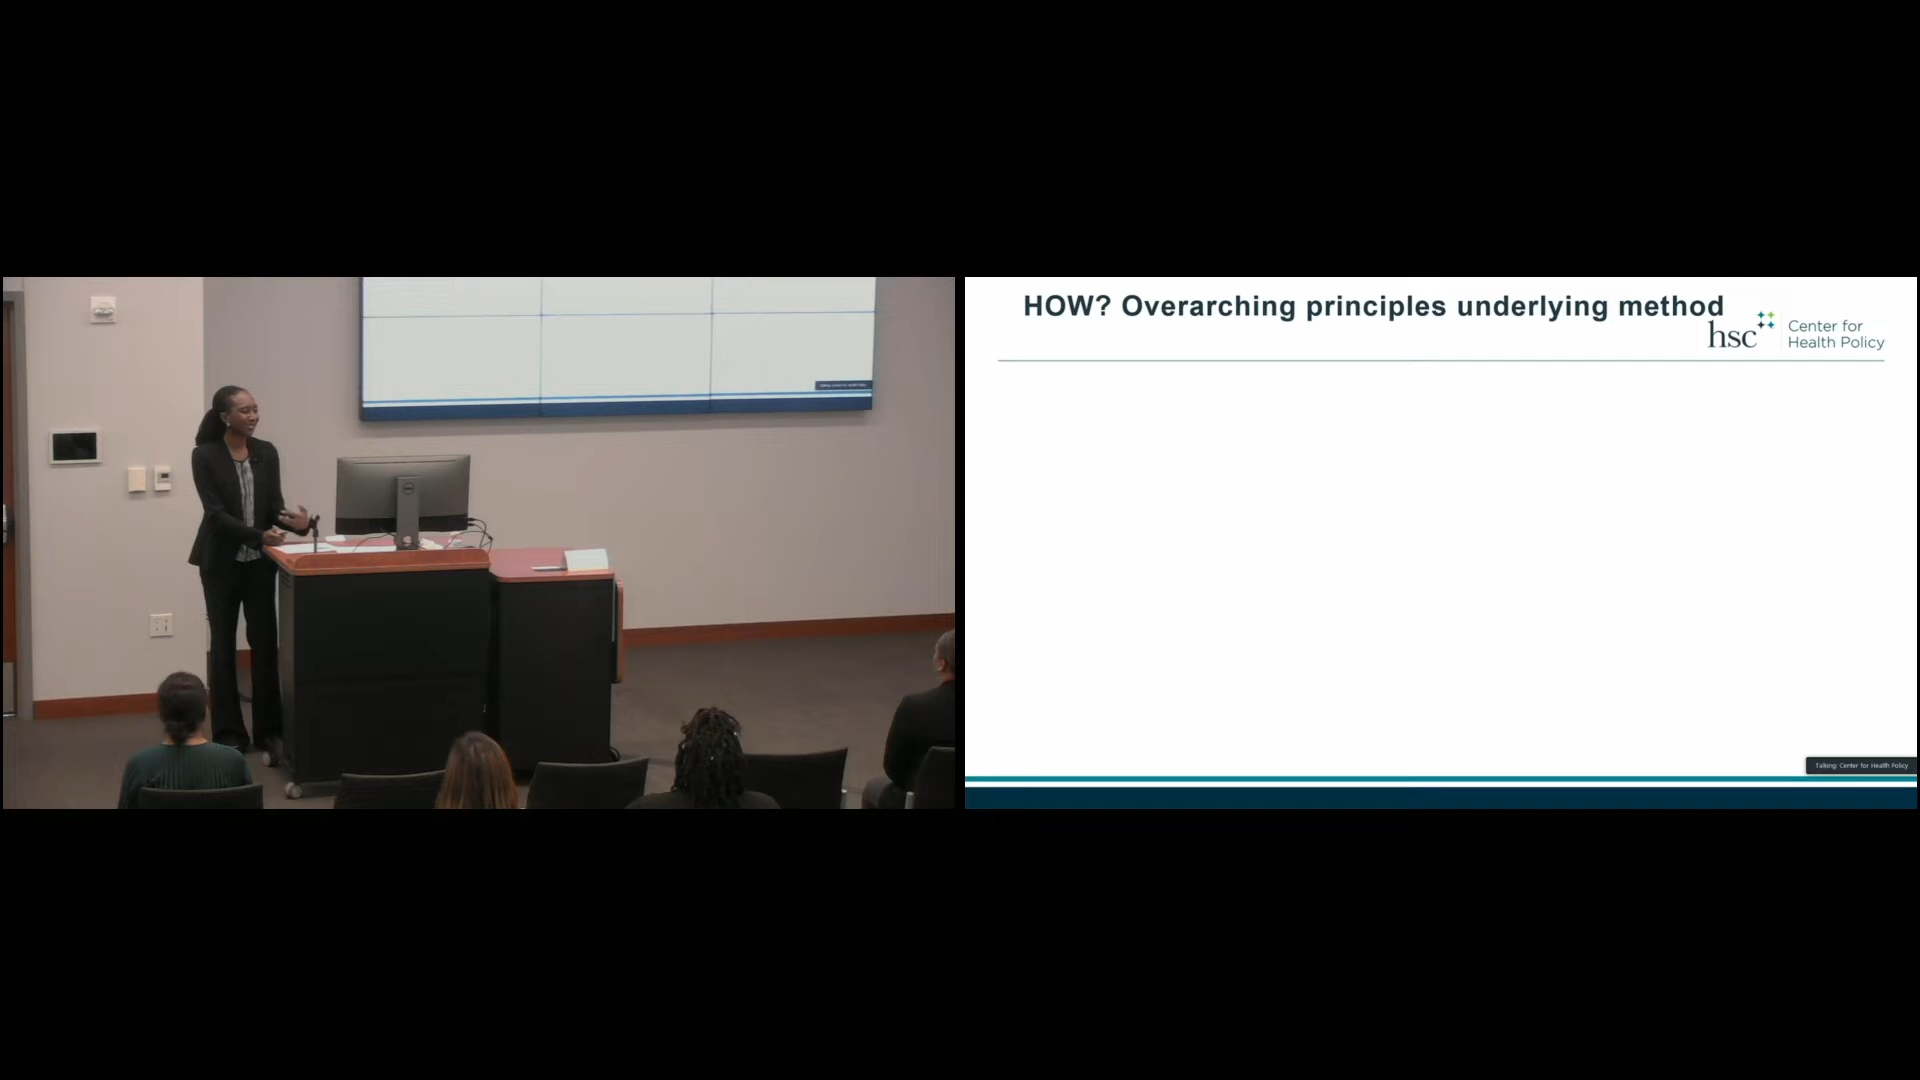 HOW? Overarching principles underlying method
hsc
Center for
Health Policy
Talking: Center for Health Policy